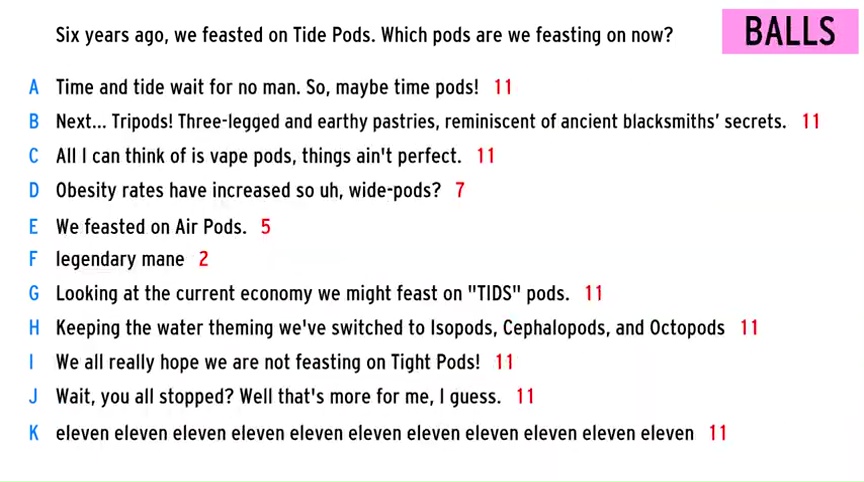 Six years ago, we feasted on Tide Pods. Which pods are we feasting on now?
BALLS
A Time and tide wait for no man. So, maybe time pods! 11
B Next... Tripods! Three-legged and earthy pastries, reminiscent of ancient blacksmiths' secrets. 11
C All I can think of is vape pods, things ain't perfect. 11
D Obesity rates have increased so uh, wide-pods? 7
E We feasted on Air Pods. 5
F legendary mane 2
G Looking at the current economy we might feast on "TIDS" pods. 11
H Keeping the water theming we've switched to Isopods, Cephalopods, and Octopods 11
I We all really hope we are not feasting on Tight Pods! 11
J Wait, you all stopped? Well that's more for me, I guess. 11
K eleven eleven eleven eleven eleven eleven eleven eleven eleven eleven eleven 11